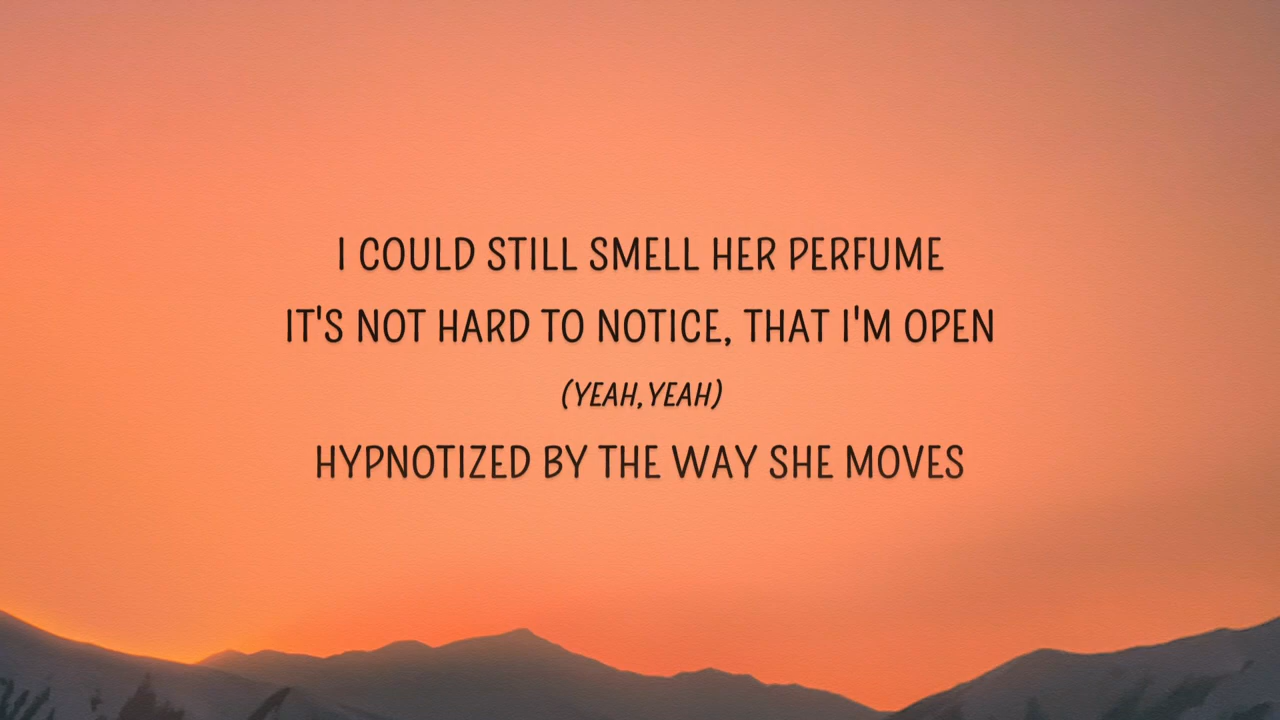 I COULD STILL SMELL HER PERFUME
IT'S NOT HARD TO NOTICE, THAT I'M OPEN
(YEAH,YEAH)
HYPNOTIZED BY THE WAY SHE MOVES